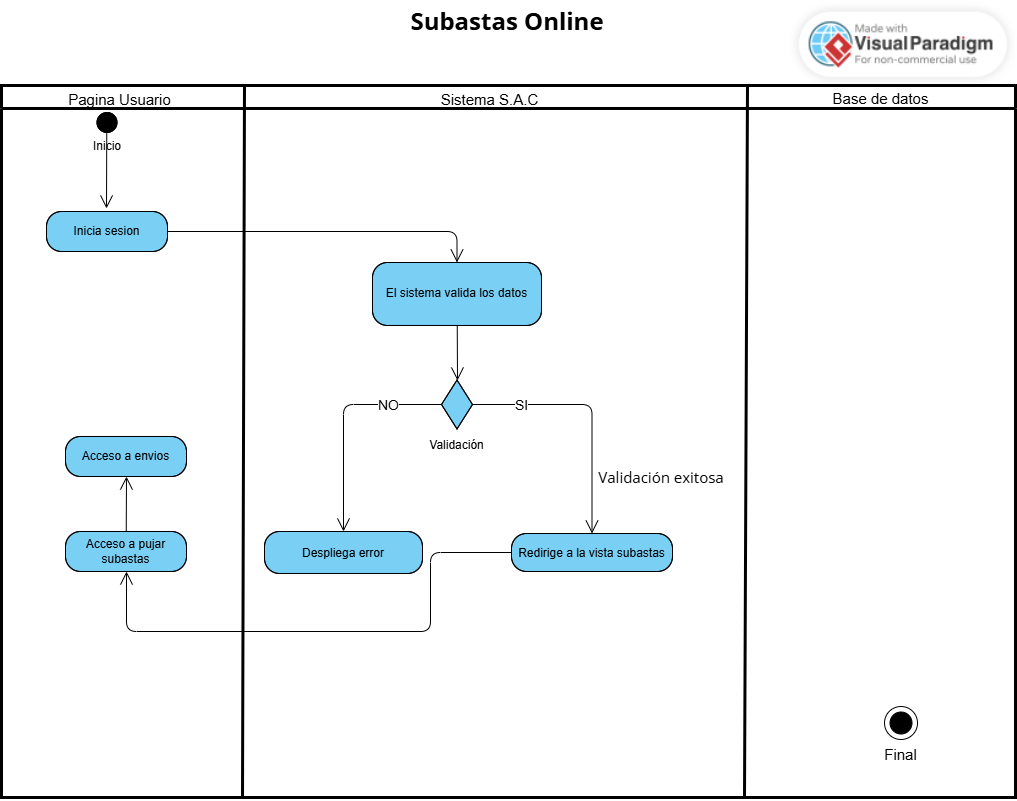 Subastas Online
Made with
Visual Paradigm
For non-commercial use
Pagina Usuario
Sistema S.A.C
Base de datos
Inicio
Inicia sesion
El sistema valida los datos
NO
SI
Validación
Acceso a envios
Validación exitosa
Acceso a pujar
subastas
Despliega error
Redirige a la vista subastas
Final